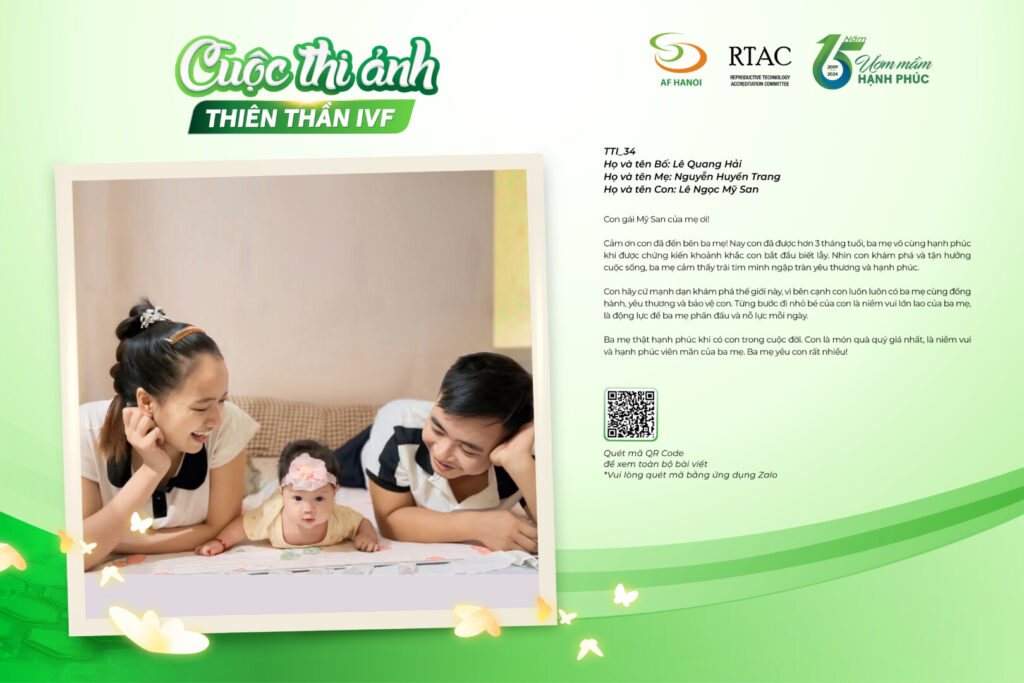 Cuộc thi ảnh
THIÊN THẦN IVF
AF HANOI
RTAC
REPRODUCTIVE TECHNOLOGY
ACCREDITATION COMMITTEE
15 Năm
2009
2024
Ươm mầm
HẠNH PHÚC
TTI_34
Họ và tên Bố: Lê Quang Hải
Họ và tên Mẹ: Nguyễn Huyền Trang
Họ và tên Con: Lê Ngọc Mỹ San
Con gái Mỹ San của mẹ ơi!
Cảm ơn con đã đến bên ba mẹ! Nay con đã được hơn 3 tháng tuổi, ba mẹ vô cùng hạnh phúc
khi được chứng kiến khoảnh khắc con bắt đầu biết lẫy. Nhìn con khám phá và tận hưởng
cuộc sống, ba mẹ cảm thấy trái tim mình ngập tràn yêu thương và hạnh phúc.
Con hãy cứ mạnh dạn khám phá thế giới này, vì bên cạnh con luôn luôn có ba mẹ cùng đồng
hành, yêu thương và bảo vệ con. Từng bước đi nhỏ bé của con là niềm vui lớn lao của ba mẹ,
là động lực để ba mẹ phấn đấu và nỗ lực mỗi ngày.
Ba mẹ thật hạnh phúc khi có con trong cuộc đời. Con là món quà quý giá nhất, là niềm vui
và hạnh phúc viên mãn của ba mẹ. Ba mẹ yêu con rất nhiều!
Quét mã QR Code
để xem toàn bộ bài viết
*Vui lòng quét mã bằng ứng dụng Zalo